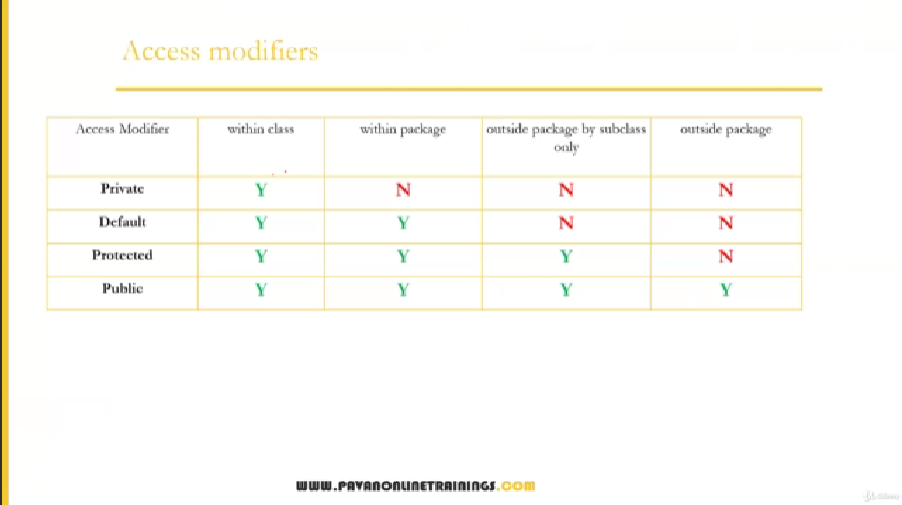 Access modifiers
Access Modifier within class within package outside package by subclass only outside package
Private Y N N N
Default Y Y N N
Protected Y Y Y N
Public Y Y Y Y
WWW.PAVANONLINETRAININGS.COM
Udemy